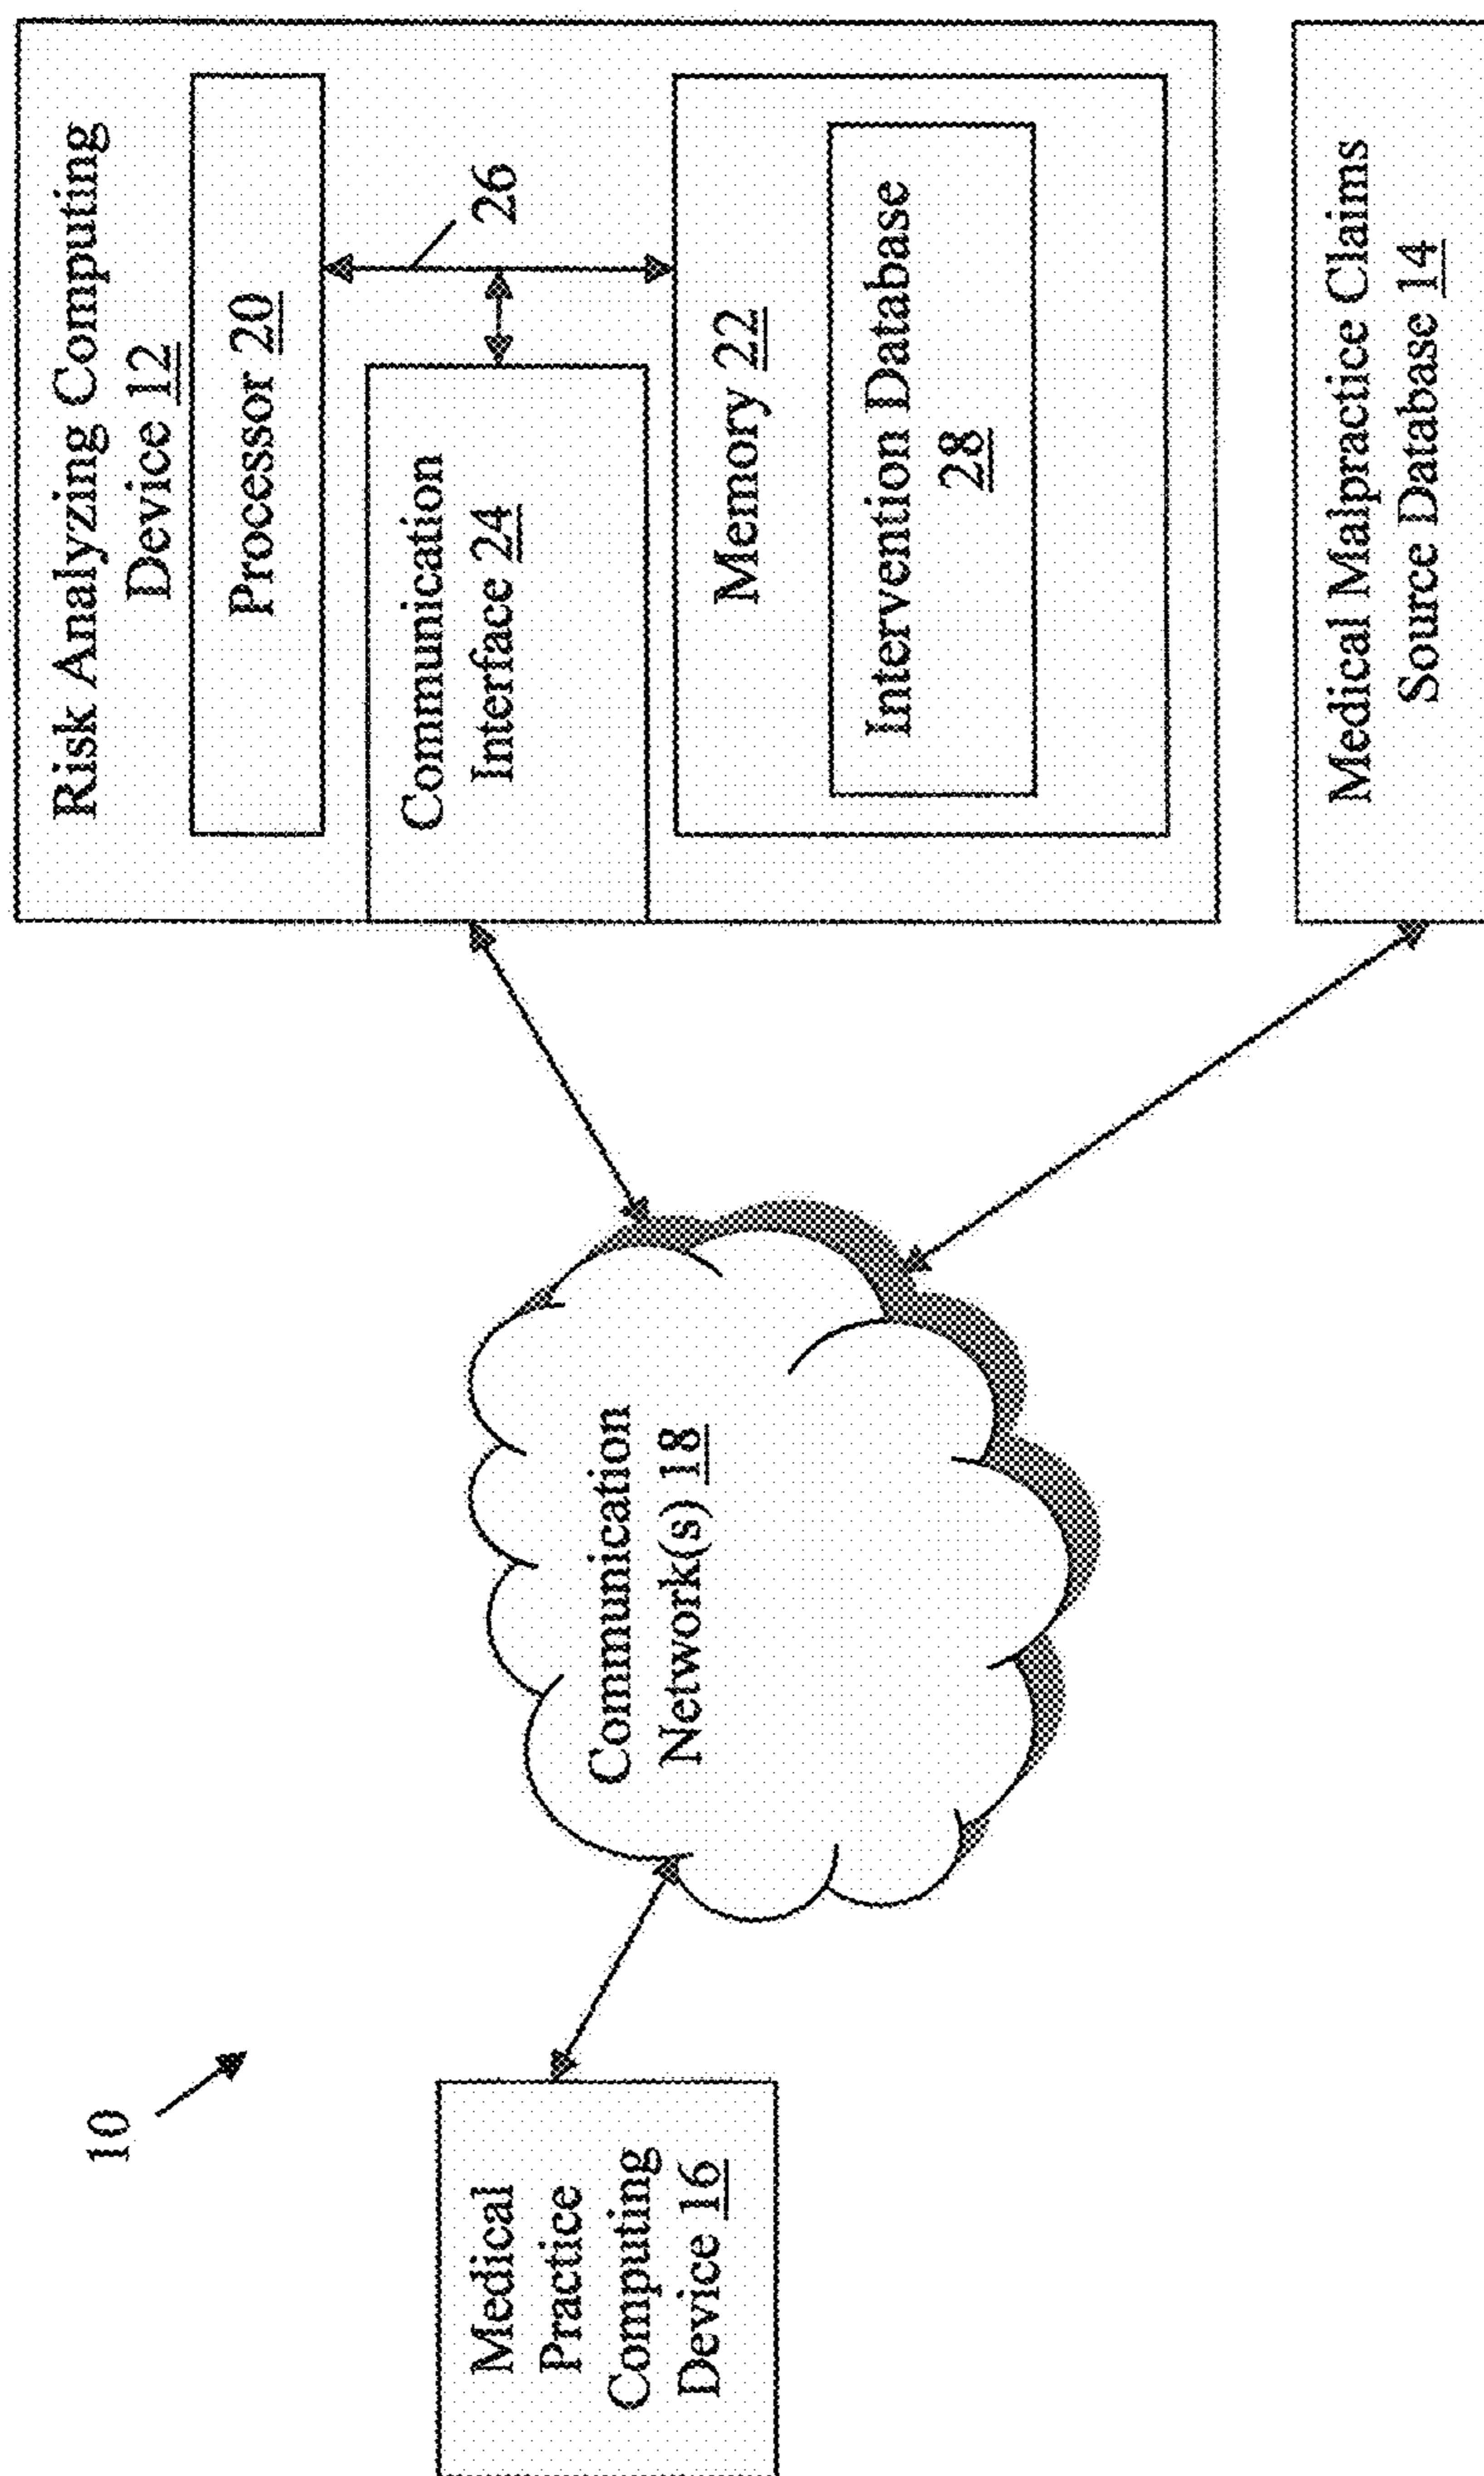 10
Medical
Practice
Computing
Device 16
Communication
Network(s) 18
Risk Analyzing Computing
Device 12
Processor 20
Communication
Interface 24
26
Memory 22
Intervention Database
28
Medical Malpractice Claims
Source Database 14